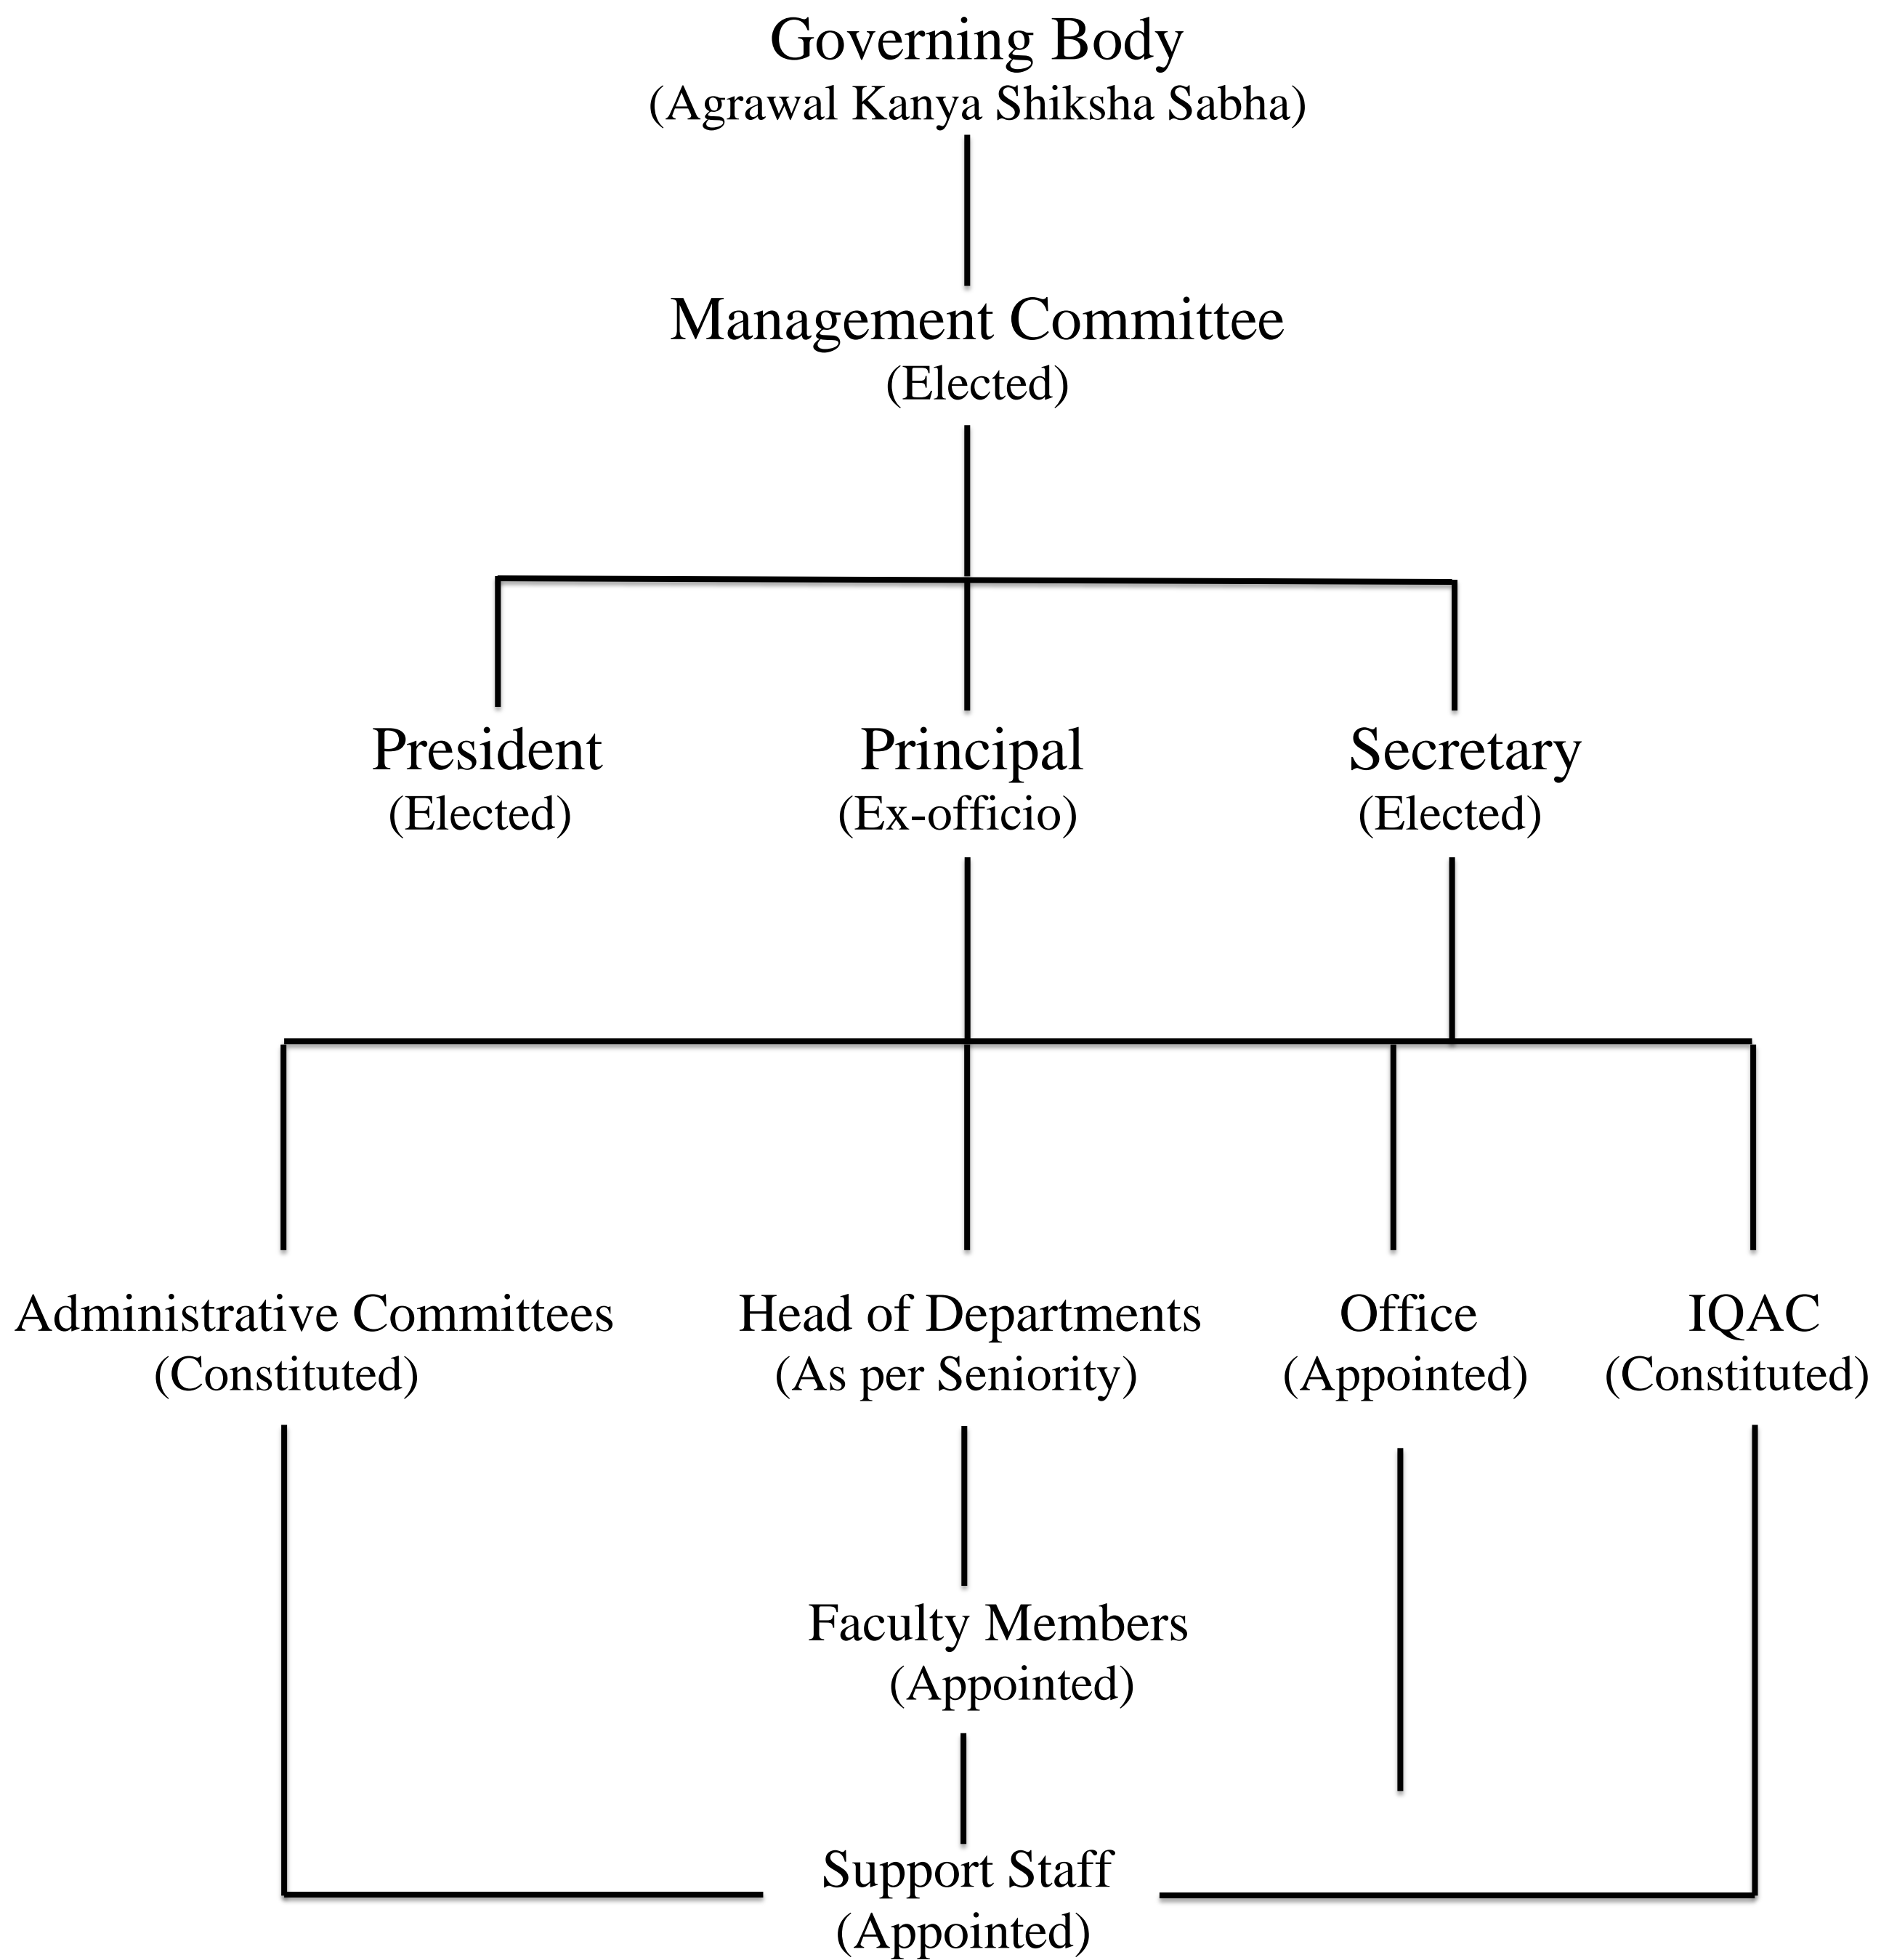 Governing Body
(Agrawal Kanya Shiksha Sabha)
Management Committee
(Elected)
President
(Elected)
Principal
(Ex-officio)
Secretary
(Elected)
Administrative Committees
(Constituted)
Head of Departments
(As per Seniority)
Office
(Appointed)
IQAC
(Constituted)
Faculty Members
(Appointed)
Support Staff
(Appointed)